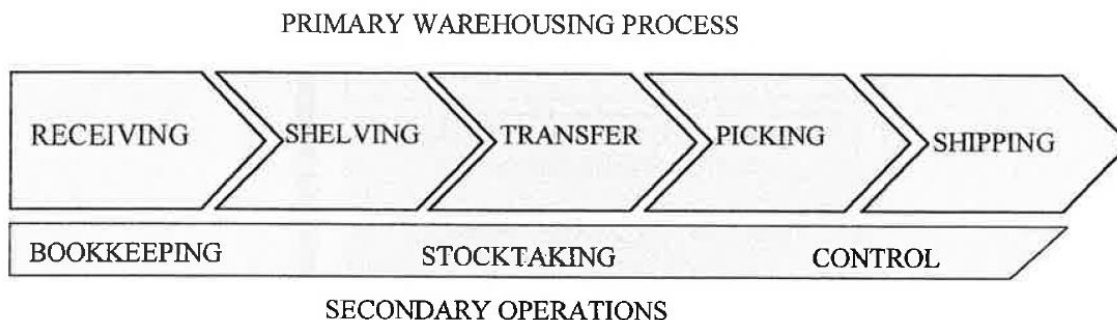 PRIMARY WAREHOUSING PROCESS
RECEIVING SHELVING TRANSFER PICKING SHIPPING
BOOKKEEPING STOCKTAKING CONTROL
SECONDARY OPERATIONS